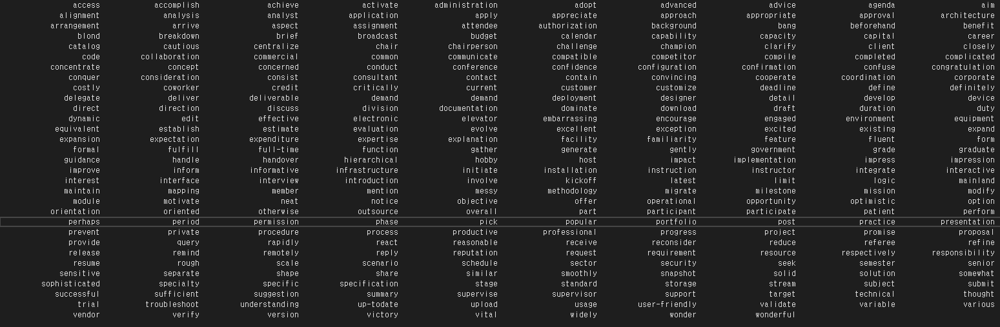 access accomplish achieve activate administration adopt advanced advice agenda aim
alignment analysis analyst application apply appreciate approach appropriate approval architecture
arrangement arrive aspect assignment attendee authorization background bang beforehand benefit
blond breakdown brief broadcast budget calendar capability capacity capital career
catalog cautious centralize chair chairperson challenge champion clarify client closely
code collaboration commercial common communicate compatible competitor compile completed complicated
concentrate concept concerned conduct conference confidence configuration confirmation confuse congratulation
conquer consideration consist consultant contact contain convincing cooperate coordination corporate
costly coworker credit critically current customer customize deadline define definitely
delegate deliver deliverable demand demand deployment designer detail develop device
direct direction discuss division documentation dominate download draft duration duty
dynamic edit effective electronic elevator embarrassing encourage engaged environment equipment
equivalent establish estimate evaluation evolve excellent exception excited existing expand
expansion expectation expenditure expertise explanation facility familiarity feature fluent form
formal fulfill full-time function gather generate gently government grade graduate
guidance handle handover hierarchical hobby host impact implementation impress impression
improve inform informative infrastructure initiate installation instruction instructor integrate interactive
interest interface interview introduction involve kickoff latest limit logic mainland
maintain mapping member mention messy methodology migrate milestone mission modify
module motivate neat notice objective offer operational opportunity optimistic option
orientation oriented otherwise outsource overall part participant participate patient perform
perhaps period permission phase pick popular portfolio post practice presentation
prevent private procedure process productive professional progress project promise proposal
provide query rapidly react reasonable receive reconsider reduce referee refine
release remind remotely reply reputation request requirement resource respectively responsibility
resume rough scale scenario schedule sector security seek semester senior
sensitive separate shape share similar smoothly snapshot solid solution somewhat
sophisticated specialty specific specification stage standard storage stream subject submit
successful sufficient suggestion summary supervise supervisor support target technical thought
trial troubleshoot understanding up-todate upload usage user-friendly validate variable various
vendor verify version victory vital widely wonder wonderful